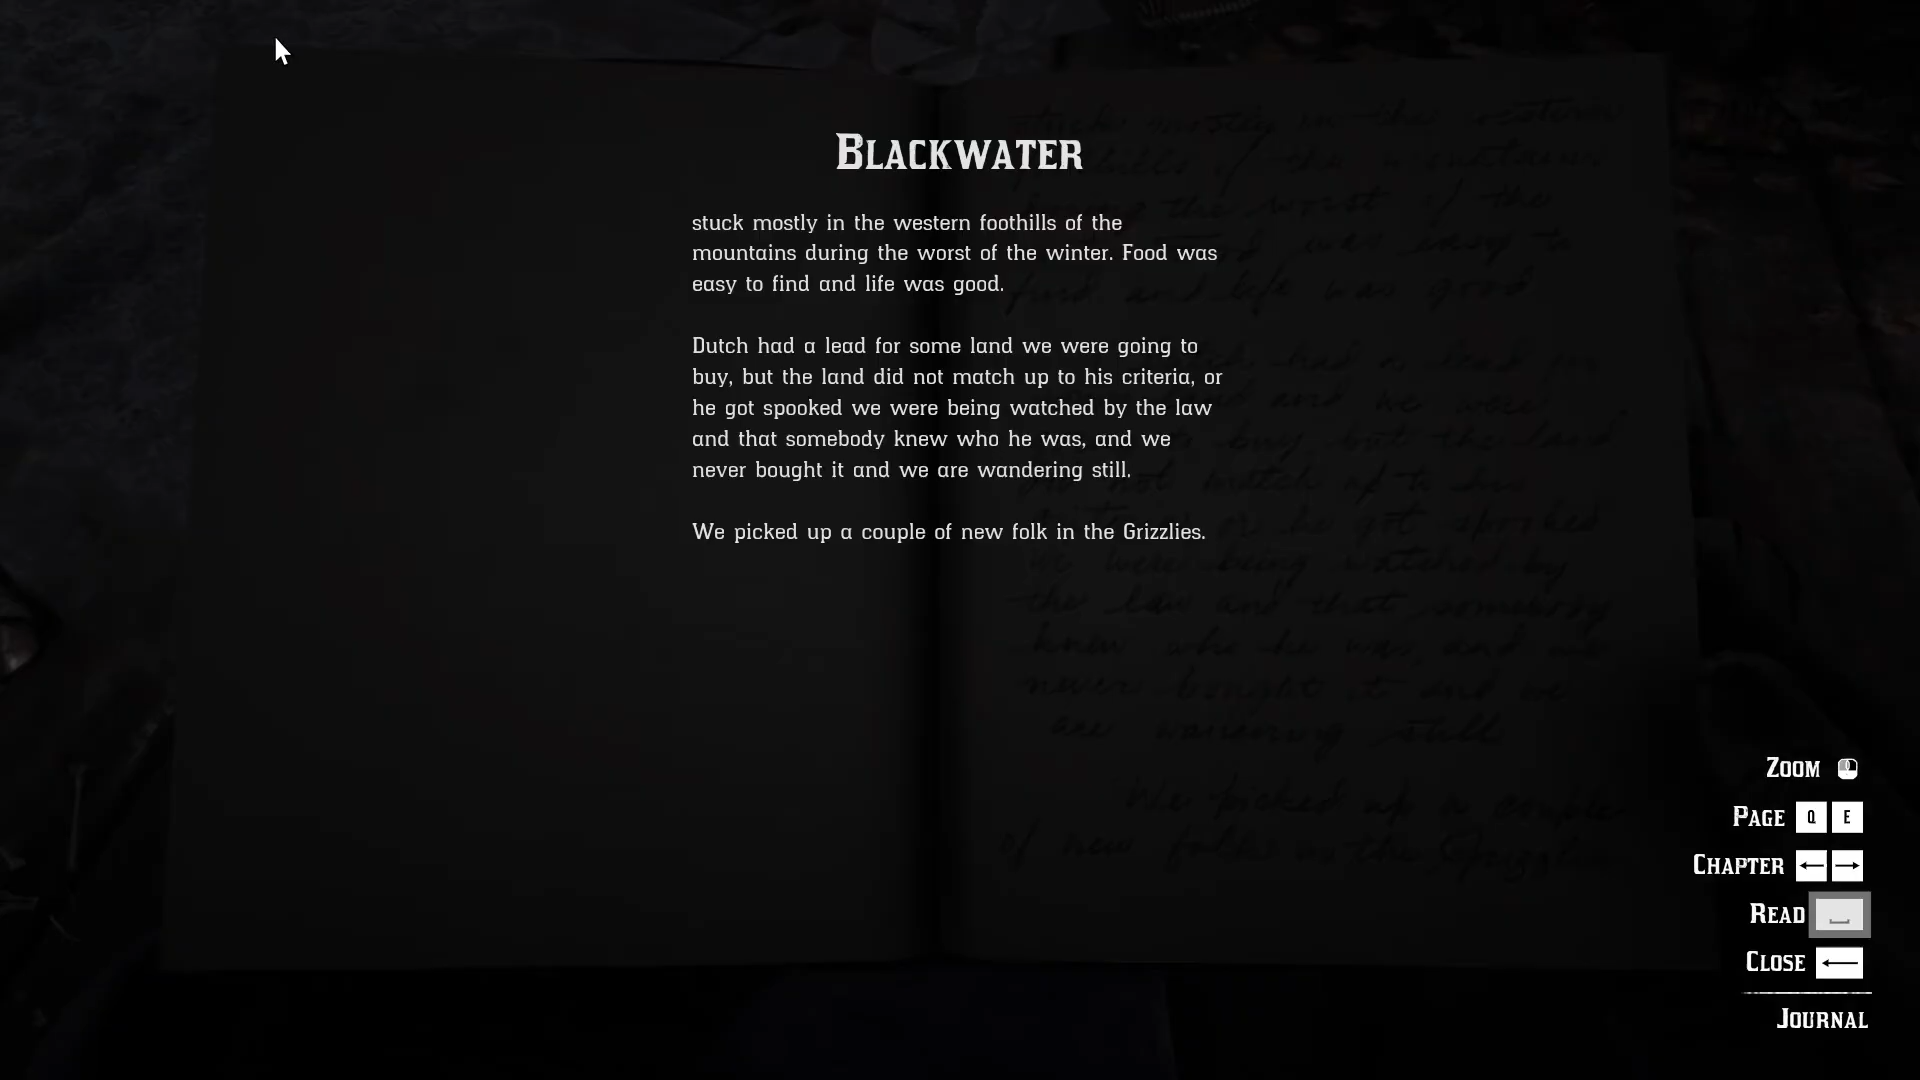 Blackwater
stuck mostly in the western foothills of the
mountains during the worst of the winter. Food was
easy to find and life was good.
Dutch had a lead for some land we were going to
buy, but the land did not match up to his criteria, or
he got spooked we were being watched by the law
and that somebody knew who he was, and we
never bought it and we are wandering still.
We picked up a couple of new folk in the Grizzlies.
Zoom
Page Q E
Chapter ← →
Read
Close ←
Journal